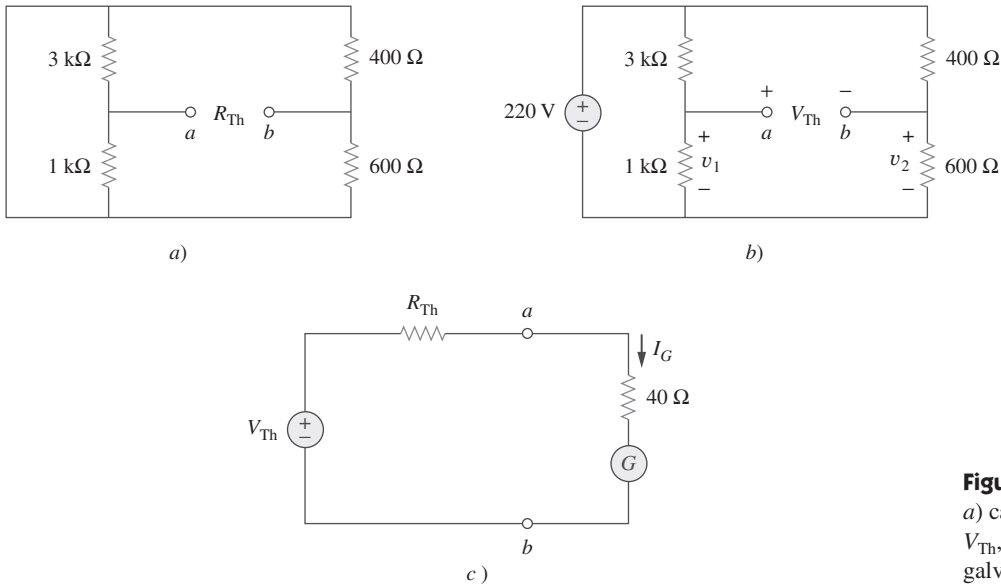 3 kΩ
400 Ω
R_Th
a
b
1 kΩ
600 Ω
a)
220 V
+
−
3 kΩ
400 Ω
+
−
V_Th
a
b
1 kΩ
+
v_1
−
+
v_2
−
600 Ω
b)
R_Th
a
I_G
40 Ω
V_Th
+
−
G
b
c )
Figu
a) ca
V_Th,
galv